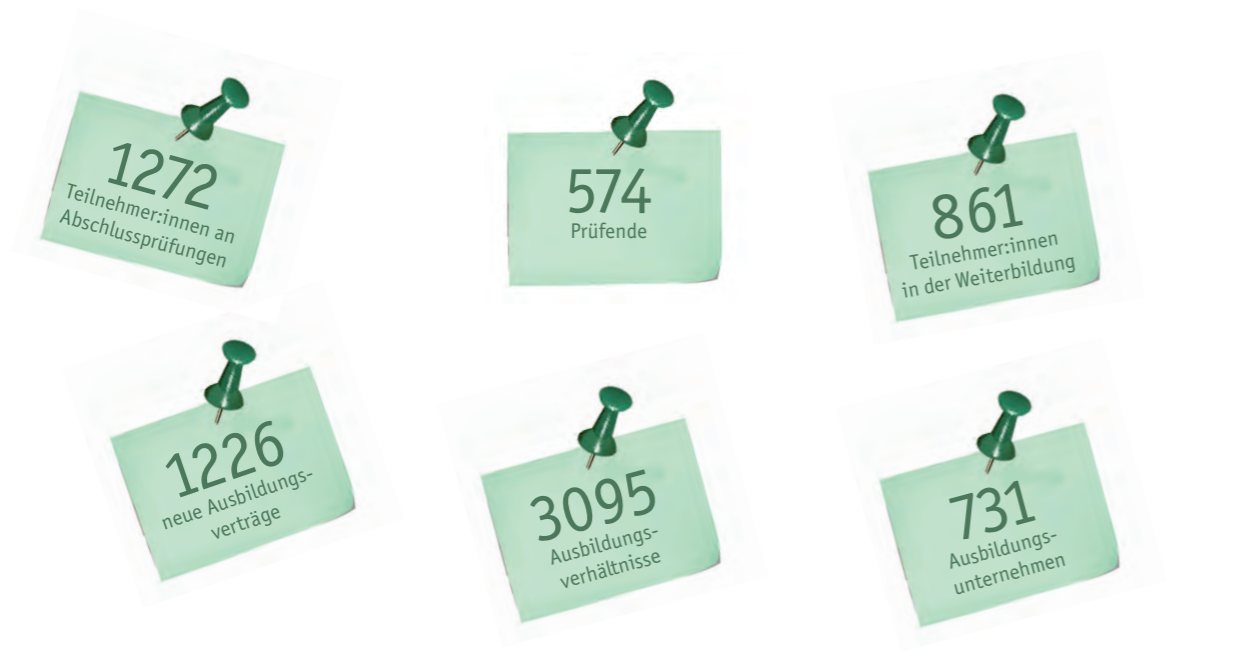 1272
Teilnehmer:innen an
Abschlussprüfungen
574
Prüfende
861
Teilnehmer:innen
in der Weiterbildung
1226
neue Ausbildungs-
verträge
3095
Ausbildungs-
verhältnisse
731
Ausbildungs-
unternehmen